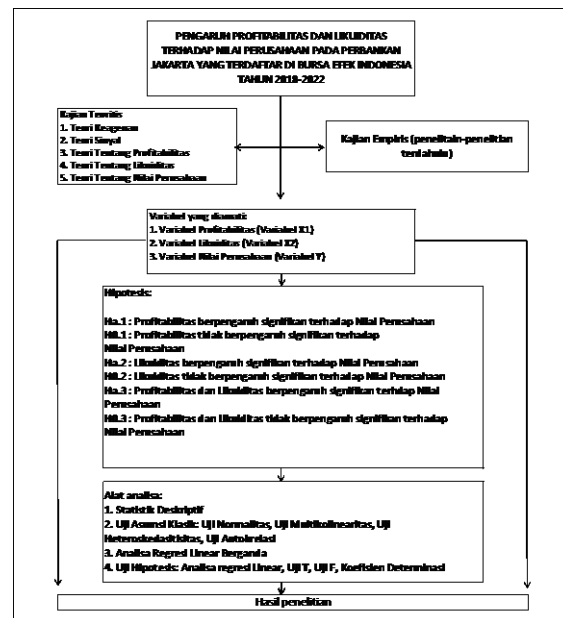 PENGARUH PROFITABILITAS DAN LIKUIDITAS
TERHADAP NILAI PERUSAHAAN PADA PERBANKAN
JAKARTA YANG TERDAFTAR DI BURSA EFEK INDONESIA
TAHUN 2018-2022
Kajian Teoritis
1. Teori Keagenan
2. Teori Sinyal
3. Teori Tentang Profitabilitas
4. Teori Tentang Likuiditas
5. Teori Tentang Nilai Perusahaan
Kajian Empiris (penelitain-penelitian
terdahulu)
Variabel yang diamati:
1. Variabel Profitabilitas (Variabel X1)
2. Variabel Likuiditas (Variabel X2)
3. Variabel Nilai Perusahaan (Variabel Y)
Hipotesis:
Ha.1 : Profitabilitas berpengaruh signifikan terhadap Nilai Perusahaan
H0.1 : Profitabilitas tidak berpengaruh signifikan terhadap
Nilai Perusahaan
Ha.2 : Likuiditas berpengaruh signifikan terhadap Nilai Perusahaan
H0.2 : Likuiditas tidak berpengaruh signifikan terhadap Nilai Perusahaan
Ha.3 : Profitabilitas dan Likuiditas berpengaruh signifikan Nilai
Perusahaan
H0.3 : Profitabilitas dan Likuiditas tidak berpengaruh signifikan terhadap
Nilai Perusahaan
Alat analisa:
1. Statistik Deskriptif
2. Uji Asumsi Klasik: Uji Normalitas, Uji Multikolinearitas, Uji
Uji Autokrelasi
3. Analisa Regresi Linear Berganda
4. Uji Hipotesis: Analisa regresi Linear, Uji T, Uji F, Koefisien Determinasi
Hasil penelitian